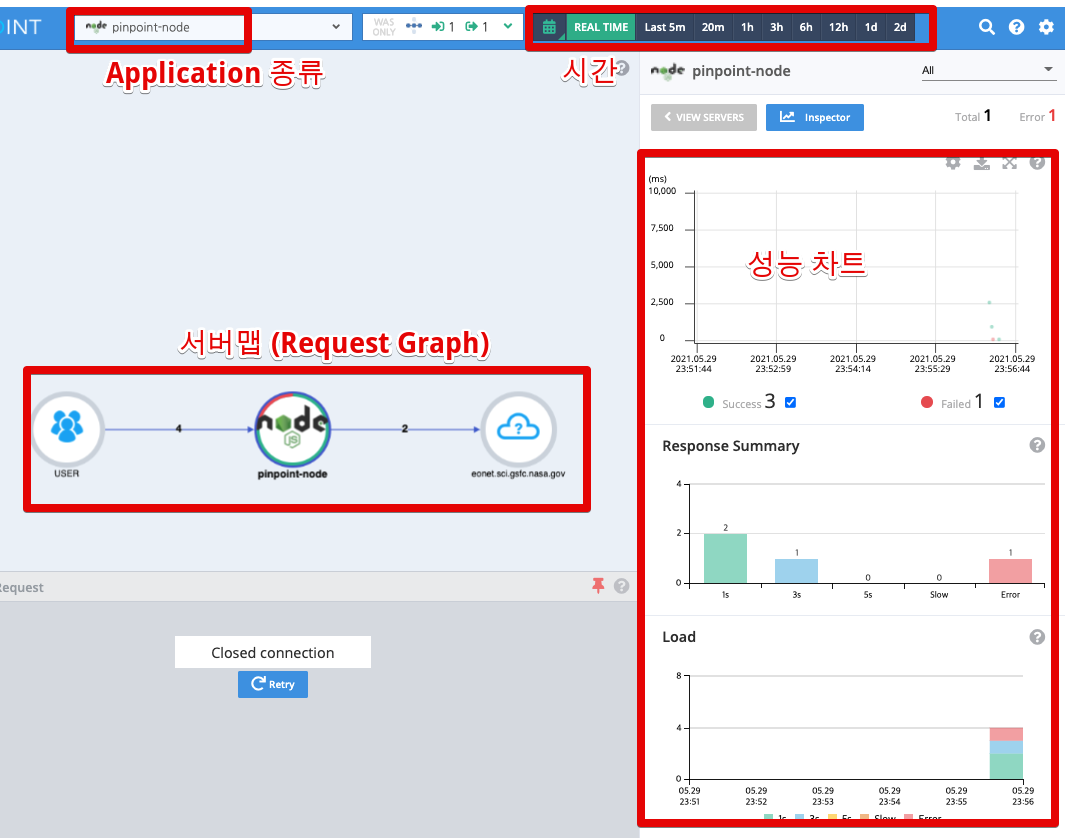 INT
node pinpoint-node
WAS ONLY 1 1
REAL TIME Last 5m 20m 1h 3h 6h 12h 1d 2d
Application 종류
시간
node pinpoint-node
All
VIEW SERVERS
Inspector
Total 1 Error 1
(ms)
10,000
7,500
5,000
2,500
0
성능 차트
2021.05.29 2021.05.29 2021.05.29 2021.05.29 2021.05.29
23:51:44 23:52:59 23:54:14 23:55:29 23:56:44
Success 3 Failed 1
서버맵 (Request Graph)
4
node
JS
2
?
USER
pinpoint-node
eonet.sci.gsfc.nasa.gov
Response Summary
4
2
0
2
1
0
0
1
1s 3s 5s Slow Error
Request
Closed connection
Retry
Load
8
4
0
05.29 05.29 05.29 05.29 05.29 05.29
23:51 23:52 23:53 23:54 23:55 23:56
1s 3s 5s Slow Error